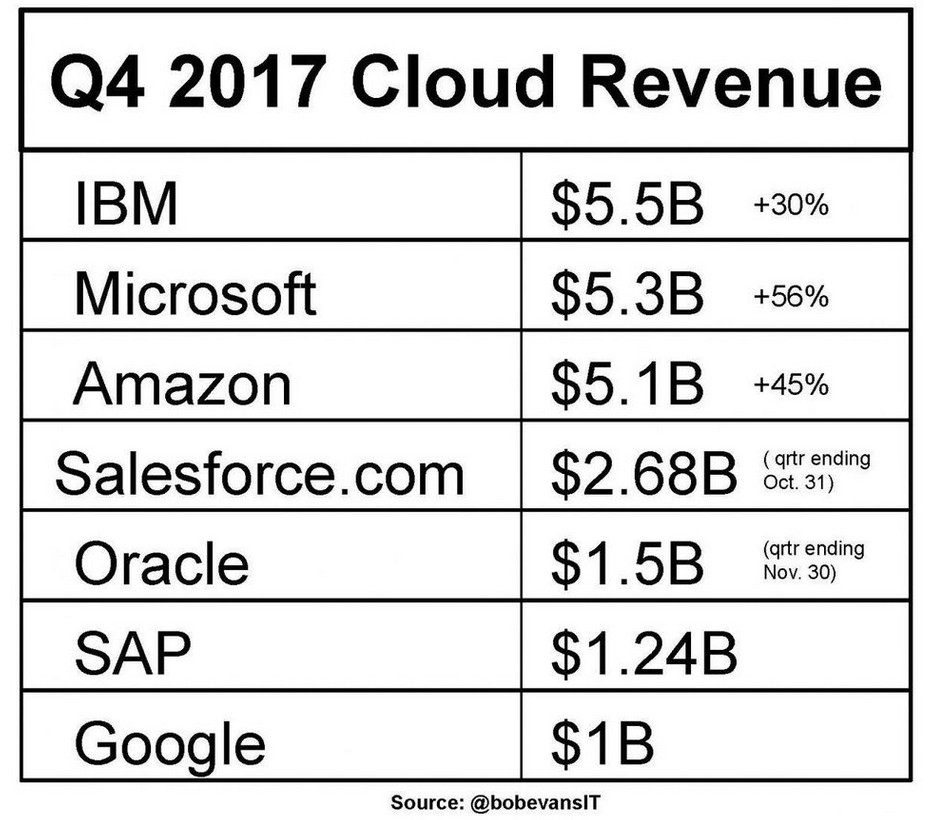 Q4 2017 Cloud Revenue
IBM $5.5B +30%
Microsoft $5.3B +56%
Amazon $5.1B +45%
Salesforce.com $2.68B ( qrtr ending
Oct. 31)
Oracle $1.5B (qrtr ending
Nov. 30)
SAP $1.24B
Google $1B
Source: @bobevansIT